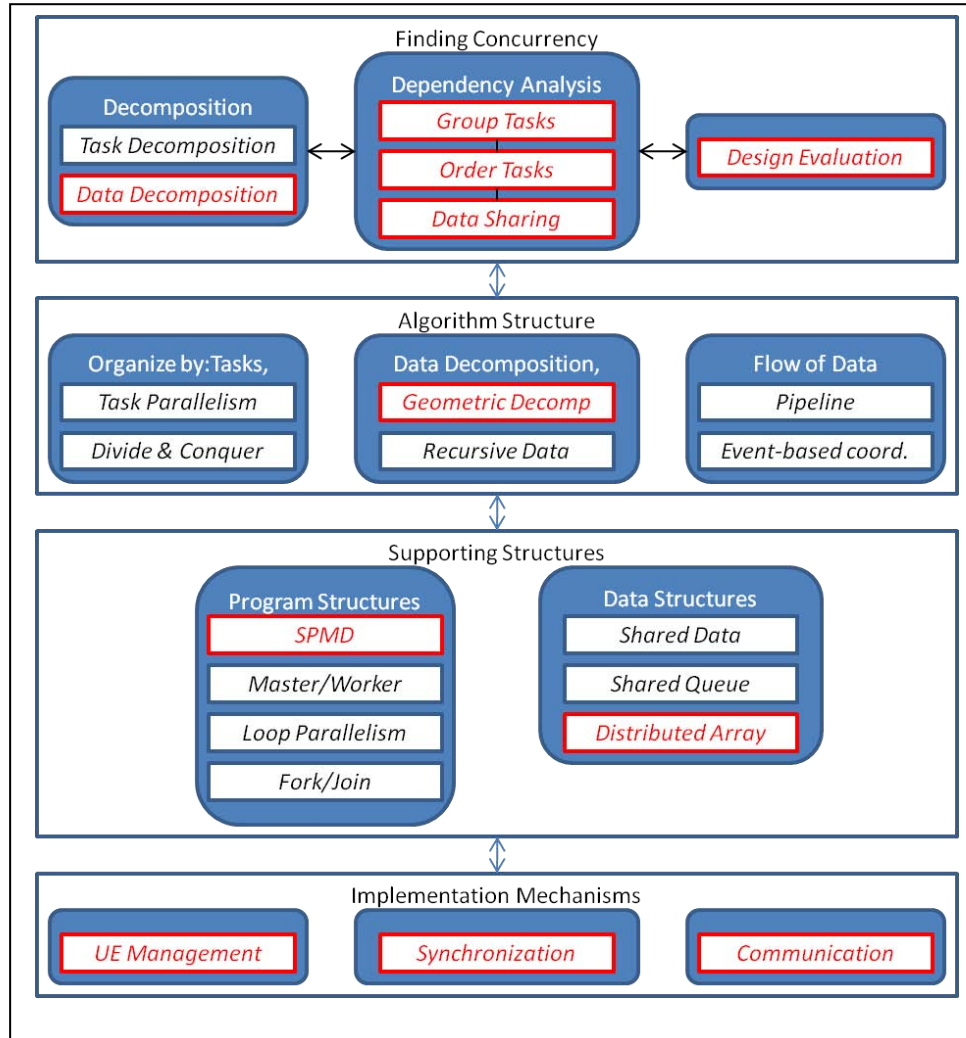 Finding Concurrency
Decomposition
Task Decomposition
Data Decomposition
Dependency Analysis
Group Tasks
Order Tasks
Data Sharing
Design Evaluation
Algorithm Structure
Organize by:Tasks,
Task Parallelism
Divide & Conquer
Data Decomposition,
Geometric Decomp
Recursive Data
Flow of Data
Pipeline
Event-based coord.
Supporting Structures
Program Structures
SPMD
Master/Worker
Loop Parallelism
Fork/Join
Data Structures
Shared Data
Shared Queue
Distributed Array
Implementation Mechanisms
UE Management
Synchronization
Communication